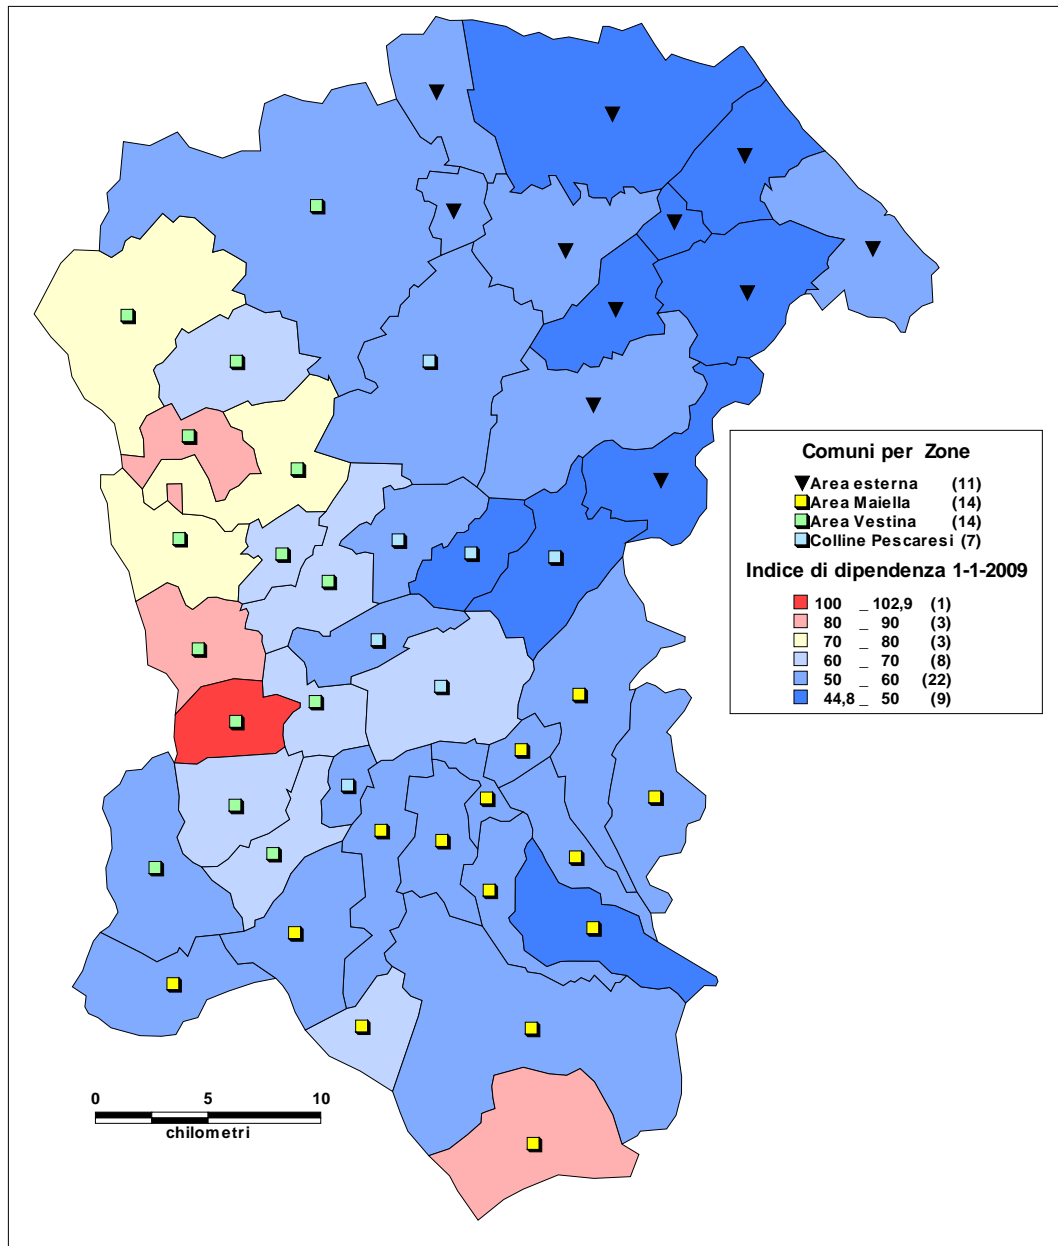 Comuni per Zone
Area esterna (11)
Area Maiella (14)
Area Vestina (14)
Colline Pescaresi (7)
Indice di dipendenza 1-1-2009
100 _ 102,9 (1)
80 _ 90 (3)
70 _ 80 (3)
60 _ 70 (8)
50 _ 60 (22)
44,8 _ 50 (9)
0 5 10
chilometri